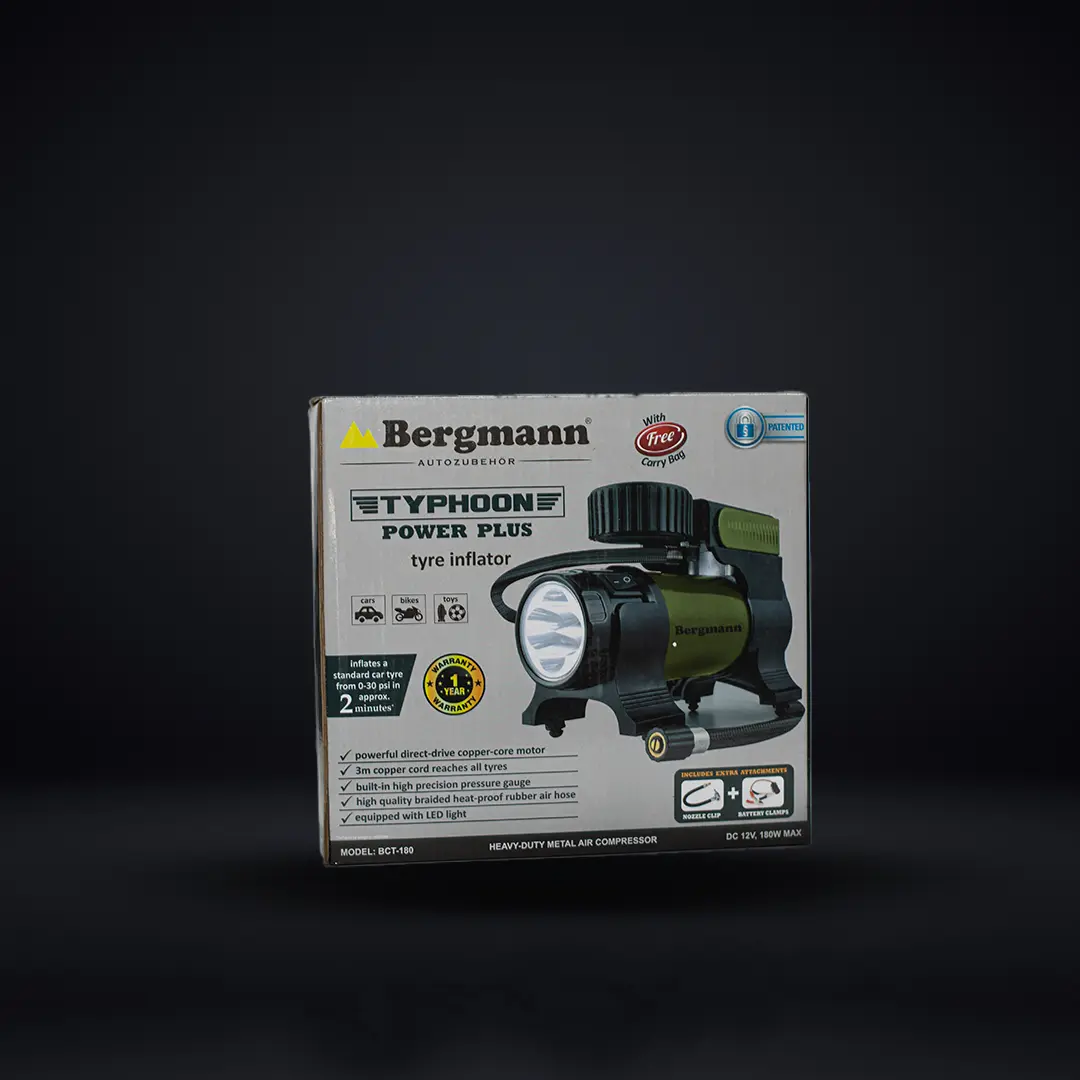 Bergmann®
AUTOZUBEHÖR
With
Free
Carry Bag
PATENTED
TYPHOON
POWER PLUS
tyre inflator
cars
bikes
toys
Bergmann
inflates a
standard car tyre
from 0-30 psi in
approx.
2 minutes*
WARRANTY
1
YEAR
WARRANTY
✓ powerful direct-drive copper-core motor
✓ 3m copper cord reaches all tyres
✓ built-in high precision pressure gauge
✓ high quality braided heat-proof rubber air hose
✓ equipped with LED light
INCLUDES EXTRA ATTACHMENTS
+
NOZZLE CLIP
BATTERY CLAMPS
MODEL: BCT-180
HEAVY-DUTY METAL AIR COMPRESSOR
DC 12V, 180W MAX